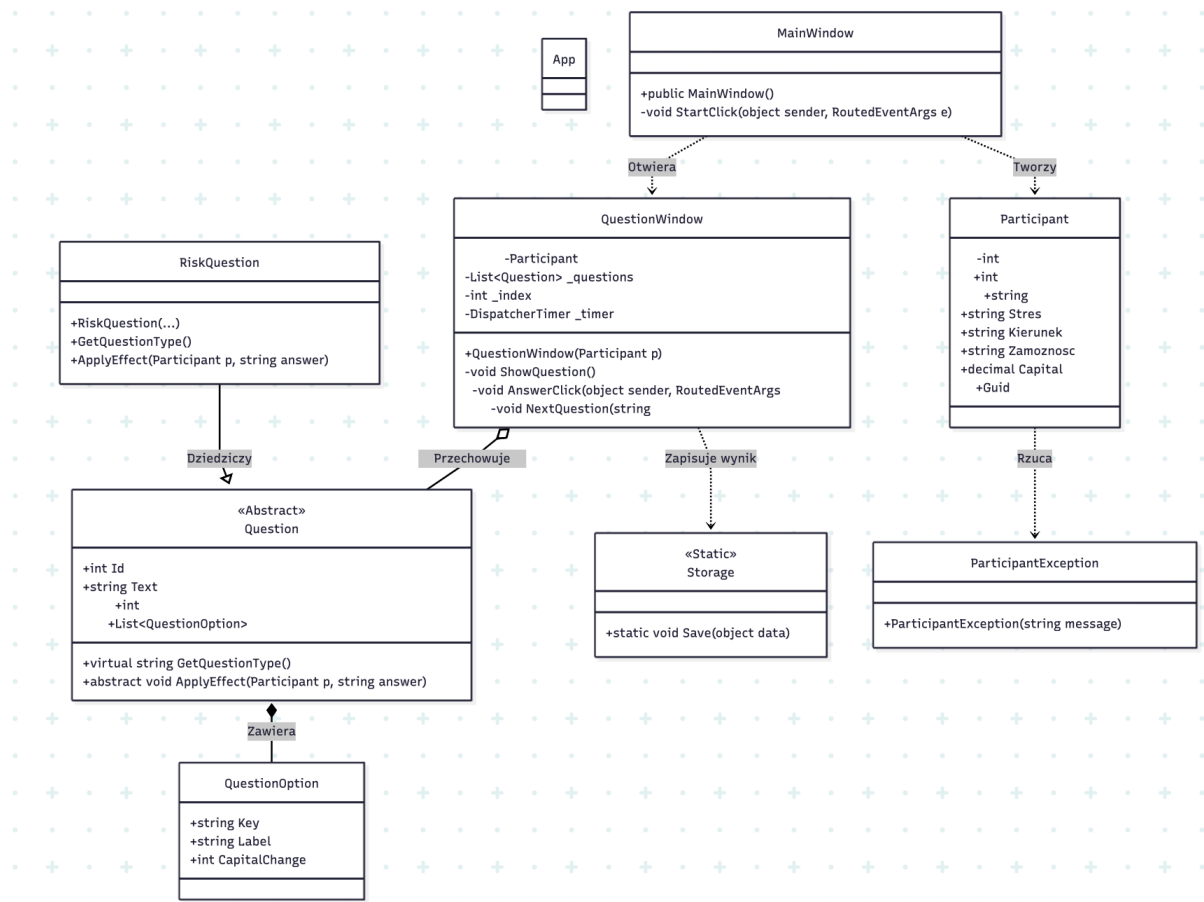 App
MainWindow
+public MainWindow()
-void StartClick(object sender, RoutedEventArgs e)
Otwiera
Tworzy
QuestionWindow
-Participant
-List<Question> _questions
-int _index
-DispatcherTimer _timer
+QuestionWindow(Participant p)
-void ShowQuestion()
-void AnswerClick(object sender, RoutedEventArgs
-void NextQuestion(string
Participant
-int
+int
+string
+string Stres
+string Kierunek
+string Zamoznosc
+decimal Capital
+Guid
RiskQuestion
+RiskQuestion(...)
+GetQuestionType()
+ApplyEffect(Participant p, string answer)
Dziedziczy
Przechowuje
Zapisuje wynik
Rzuca
«Abstract»
Question
+int Id
+string Text
+int
+List<QuestionOption>
+virtual string GetQuestionType()
+abstract void ApplyEffect(Participant p, string answer)
«Static»
Storage
+static void Save(object data)
ParticipantException
+ParticipantException(string message)
Zawiera
QuestionOption
+string Key
+string Label
+int CapitalChange